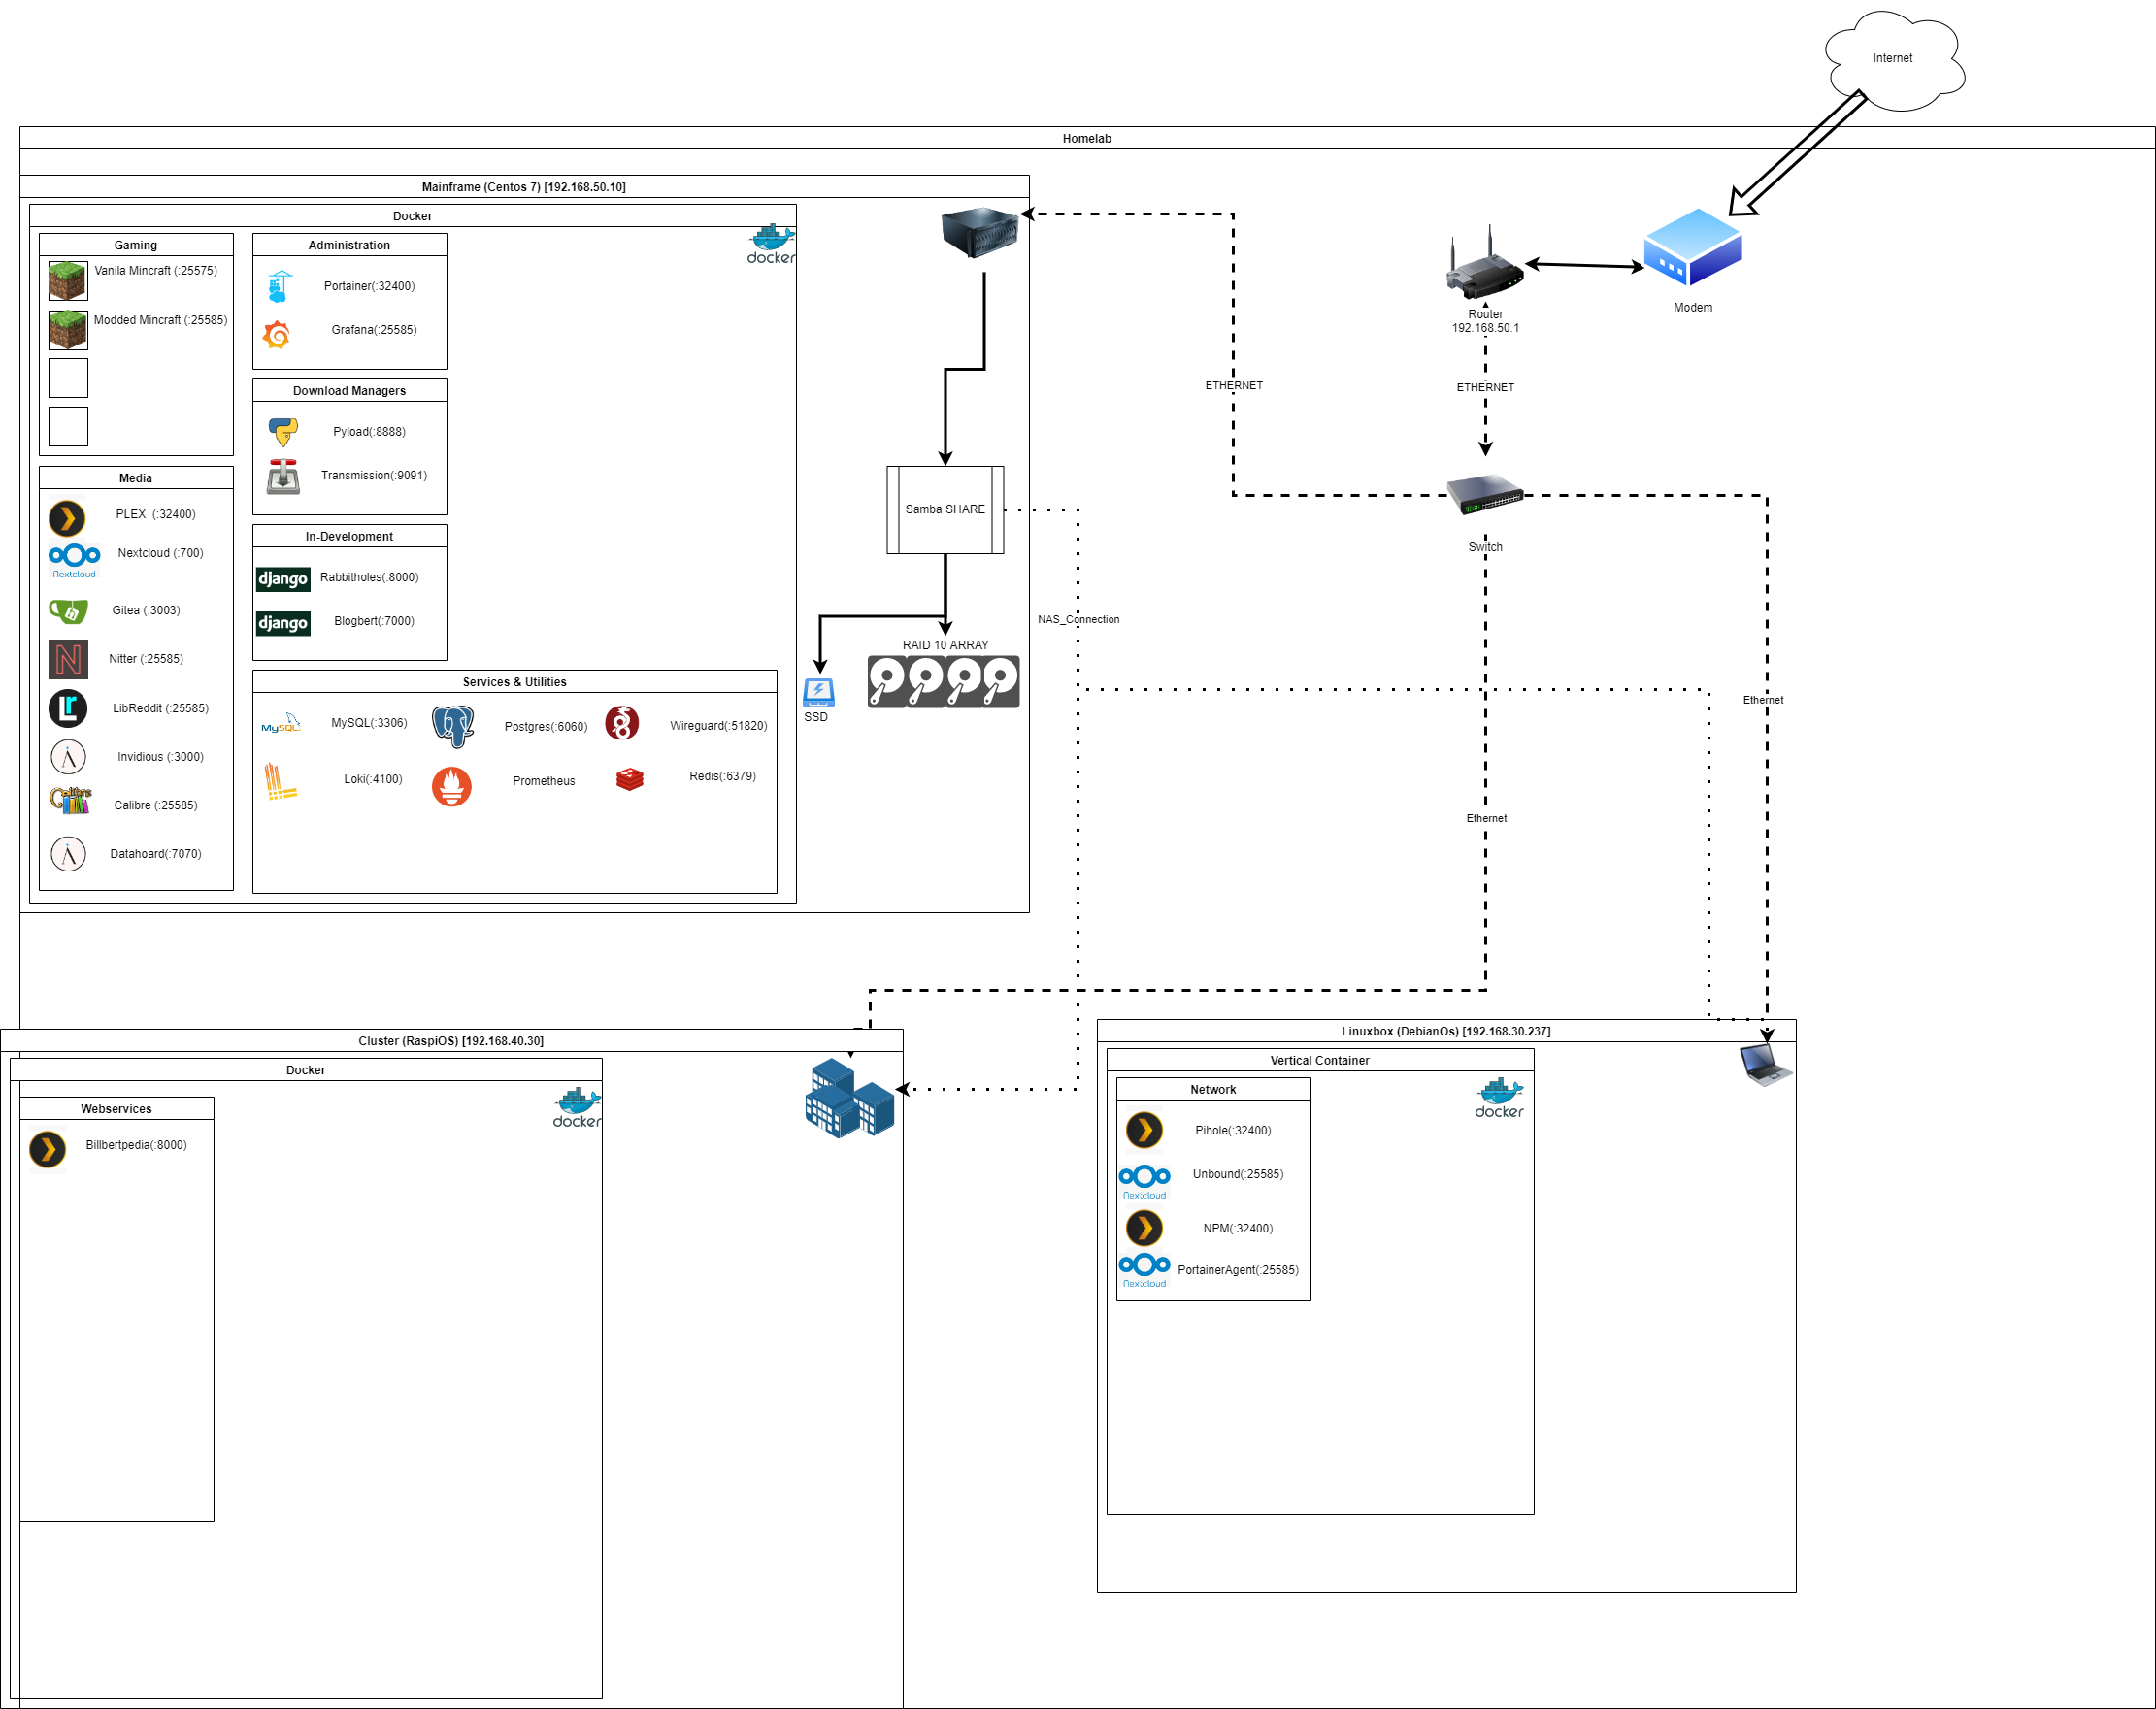 Internet
Homelab
Mainframe (Centos 7) [192.168.50.10]
Docker
docker
Gaming
Vanila Mincraft (:25575)
Modded Mincraft (:25585)
Administration
Portainer(:32400)
Grafana(:25585)
Download Managers
Pyload(:8888)
Transmission(:9091)
Media
PLEX (:32400)
Nextcloud (:700)
Nextcloud
Gitea (:3003)
Nitter (:25585)
LibReddit (:25585)
Invidious (:3000)
Calibre
Calibre (:25585)
Datahoard(:7070)
In-Development
django
Rabbitholes(:8000)
django
Blogbert(:7000)
Services & Utilities
MySQL
MySQL(:3306)
Postgres(:6060)
Wireguard(:51820)
Loki(:4100)
Prometheus
Redis(:6379)
Samba SHARE
RAID 10 ARRAY
SSD
NAS_Connection
Modem
Router
192.168.50.1
ETHERNET
ETHERNET
Switch
Ethernet
Ethernet
Cluster (RaspiOS) [192.168.40.30]
Docker
docker
Webservices
Billbertpedia(:8000)
Linuxbox (DebianOs) [192.168.30.237]
Vertical Container
docker
Network
Pihole(:32400)
Unbound(:25585)
Nextcloud
NPM(:32400)
PortainerAgent(:25585)
Nextcloud